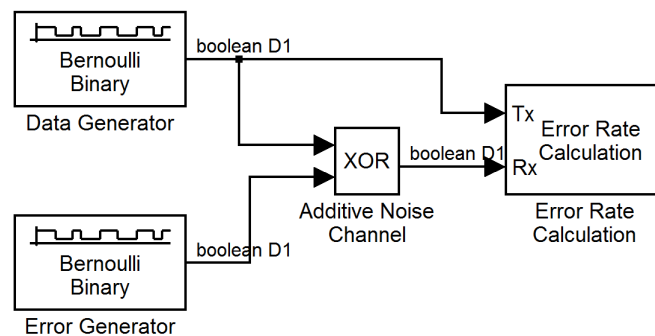 boolean D1
Bernoulli
Binary
Data Generator
Tx
Error Rate
Calculation
Rx
XOR
boolean D1
Additive Noise
Channel
Error Rate
Calculation
boolean D1
Bernoulli
Binary
Error Generator